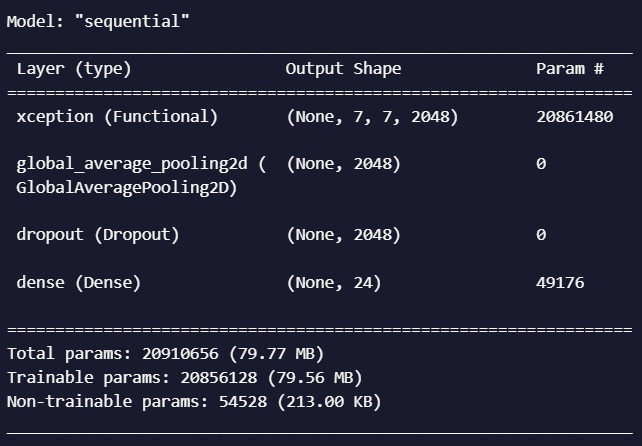 Model: "sequential"
Layer (type) Output Shape Param #
xception (Functional) (None, 7, 7, 2048) 20861480
global_average_pooling2d ( (None, 2048) 0
GlobalAveragePooling2D)
dropout (Dropout) (None, 2048) 0
dense (Dense) (None, 24) 49176
Total params: 20910656 (79.77 MB)
Trainable params: 20856128 (79.56 MB)
Non-trainable params: 54528 (213.00 KB)